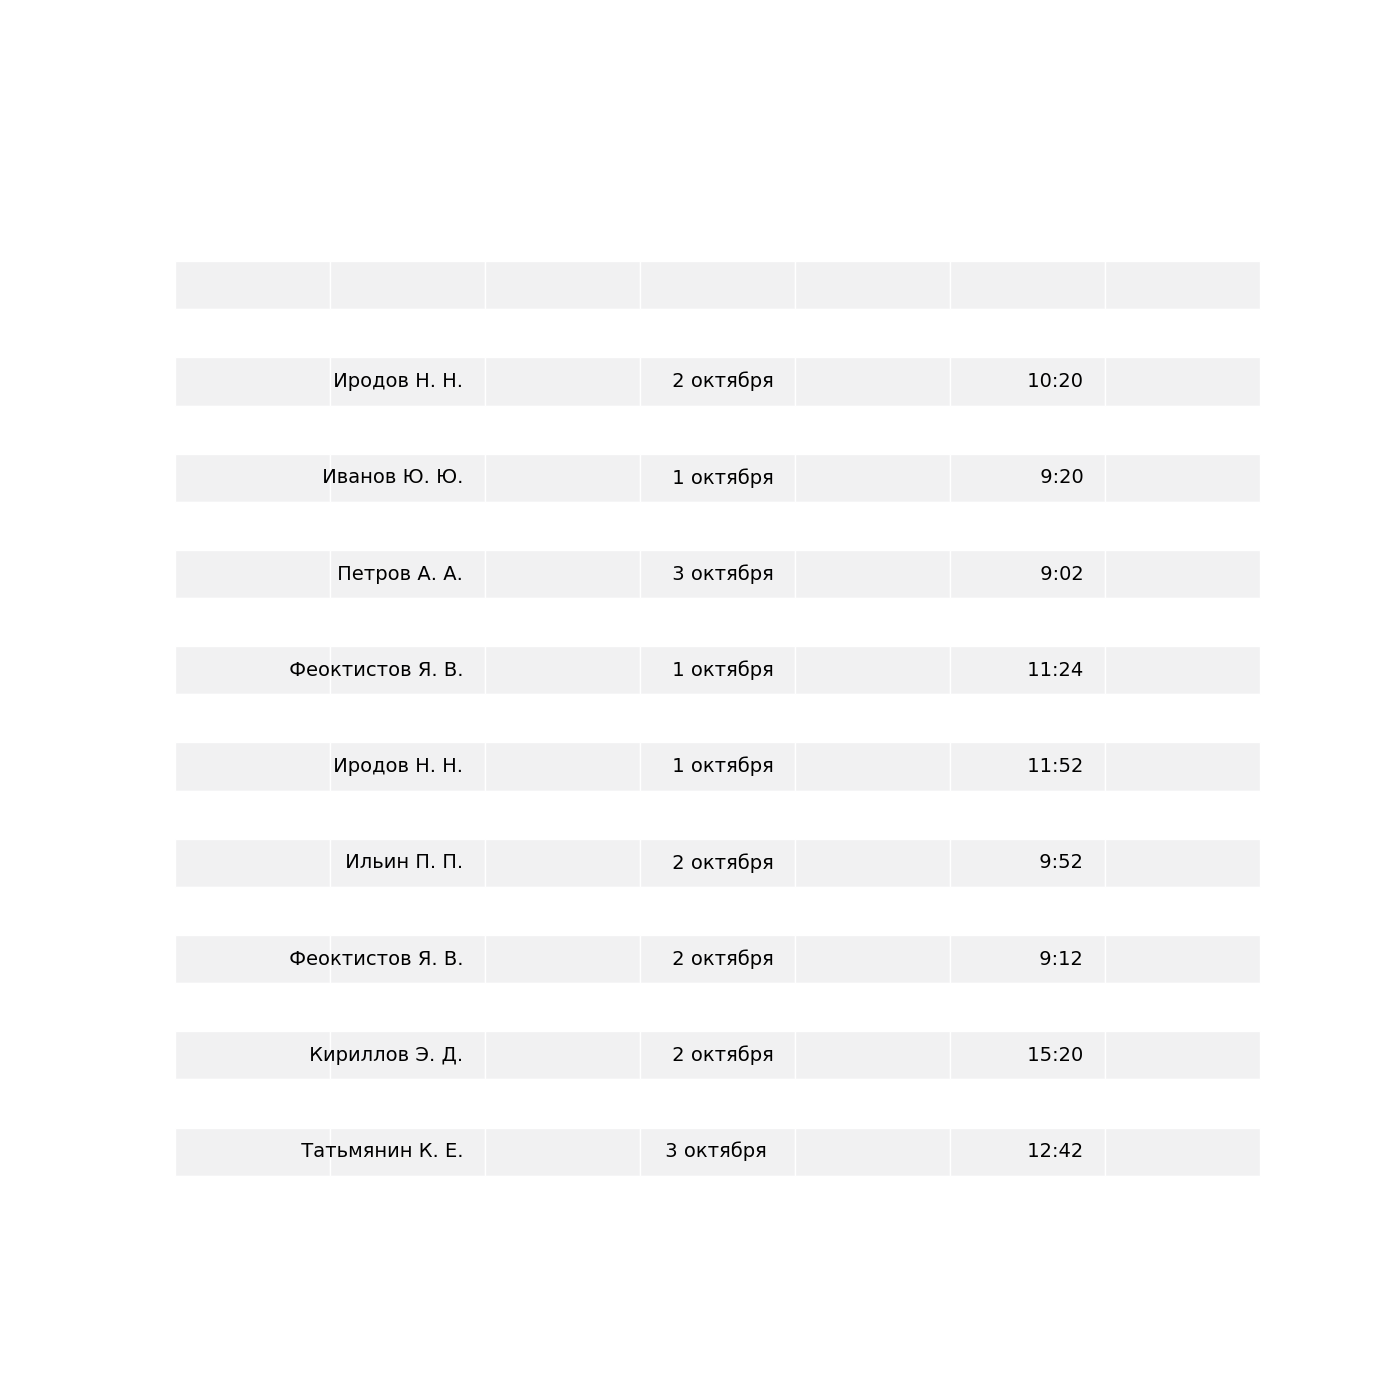 Иродов Н. Н. 2 октября 10:20
Иванов Ю. Ю. 1 октября 9:20
Петров А. А. 3 октября 9:02
Феоктистов Я. В. 1 октября 11:24
Иродов Н. Н. 1 октября 11:52
Ильин П. П. 2 октября 9:52
Феоктистов Я. В. 2 октября 9:12
Кириллов Э. Д. 2 октября 15:20
Татьмянин К. Е. 3 октября 12:42